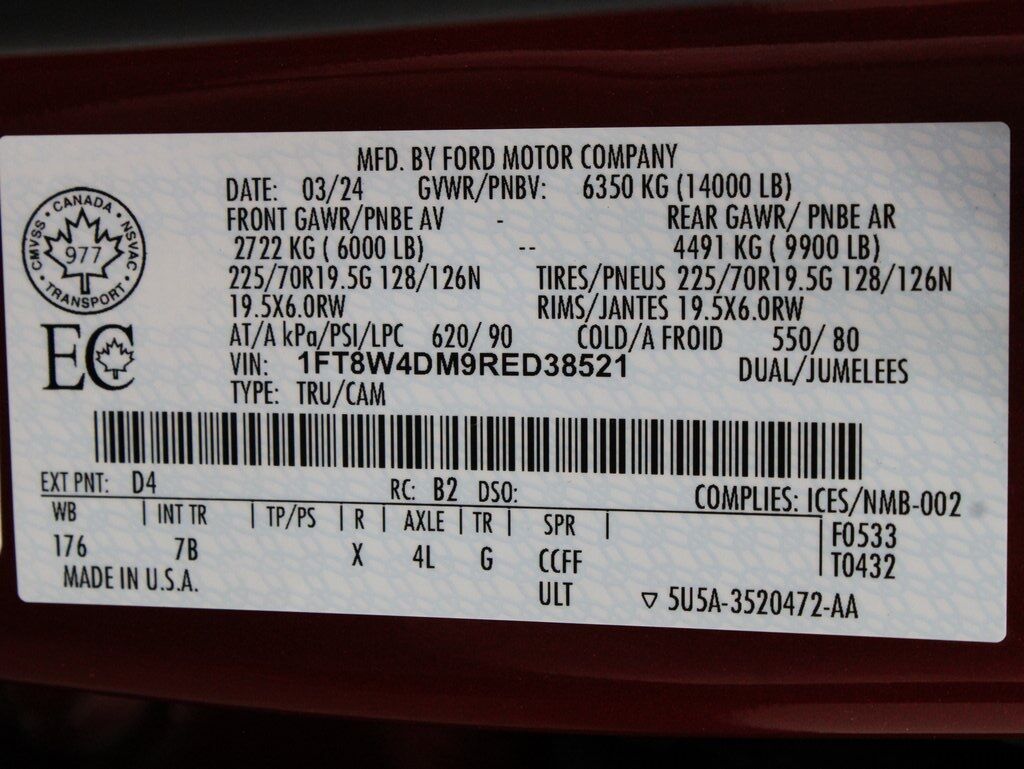 MFD. BY FORD MOTOR COMPANY
DATE: 03/24 GVWR/PNBV: 6350 KG (14000 LB)
FRONT GAWR/PNBE AV - REAR GAWR/ PNBE AR
2722 KG ( 6000 LB) -- 4491 KG ( 9900 LB)
225/70R19.5G 128/126N TIRES/PNEUS 225/70R19.5G 128/126N
19.5X6.0RW RIMS/JANTES 19.5X6.0RW
AT/A kPa/PSI/LPC 620/ 90 COLD/A FROID 550/ 80
VIN: 1FT8W4DM9RED38521 DUAL/JUMELEES
TYPE: TRU/CAM
CMVSS • CANADA • NSVAC • TRANSPORT •
977
EC
EXT PNT: D4 RC: B2 DSO: COMPLIES: ICES/NMB-002
WB | INT TR | TP/PS | R | AXLE | TR | SPR | F0533
176 7B X 4L G CCFF T0432
MADE IN U.S.A. ULT ▽ 5U5A-3520472-AA